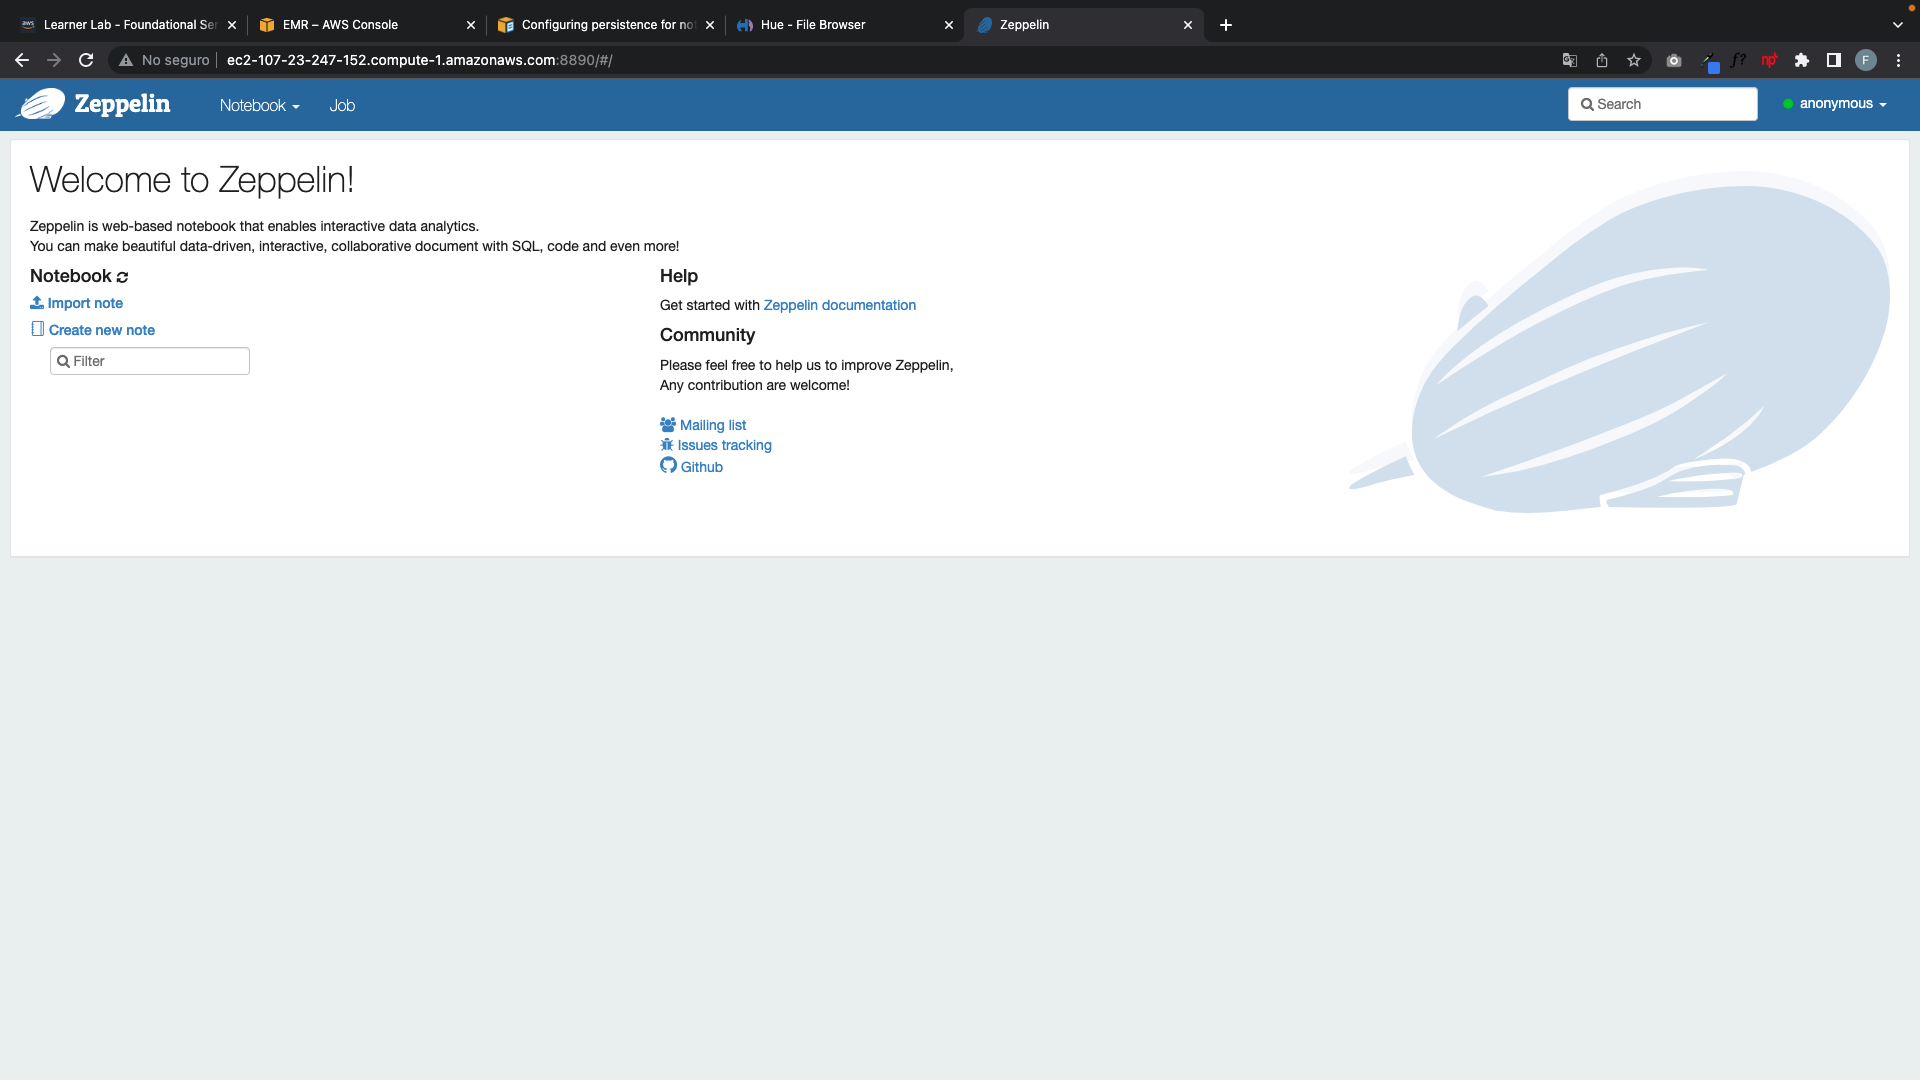 Learner Lab - Foundational Ser
EMR – AWS Console
Configuring persistence for not
Hue - File Browser
Zeppelin
No seguro
ec2-107-23-247-152.compute-1.amazonaws.com:8890/#/
F
Zeppelin
Notebook
Job
Search
anonymous
Welcome to Zeppelin!
Zeppelin is web-based notebook that enables interactive data analytics.
You can make beautiful data-driven, interactive, collaborative document with SQL, code and even more!
Notebook
Import note
Create new note
Filter
Help
Get started with Zeppelin documentation
Community
Please feel free to help us to improve Zeppelin,
Any contribution are welcome!
Mailing list
Issues tracking
Github